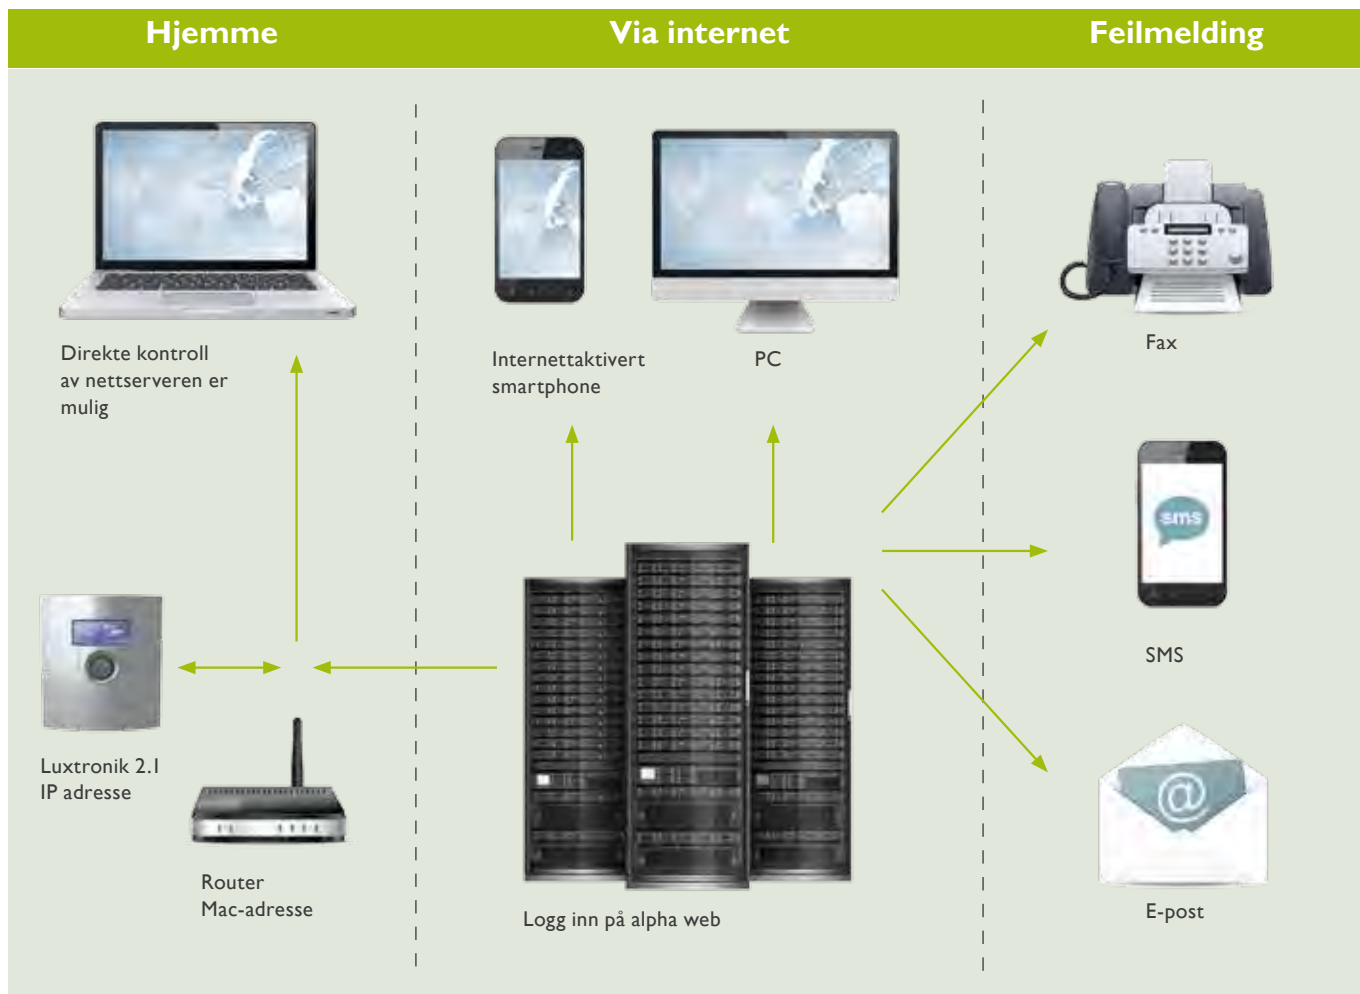 Hjemme
Via internet
Feilmelding
Direkte kontroll
av nettserveren er
mulig
Internettaktivert
smartphone
PC
Fax
sms
SMS
Luxtronik 2.1
IP adresse
Router
Mac-adresse
Logg inn på alpha web
@
E-post